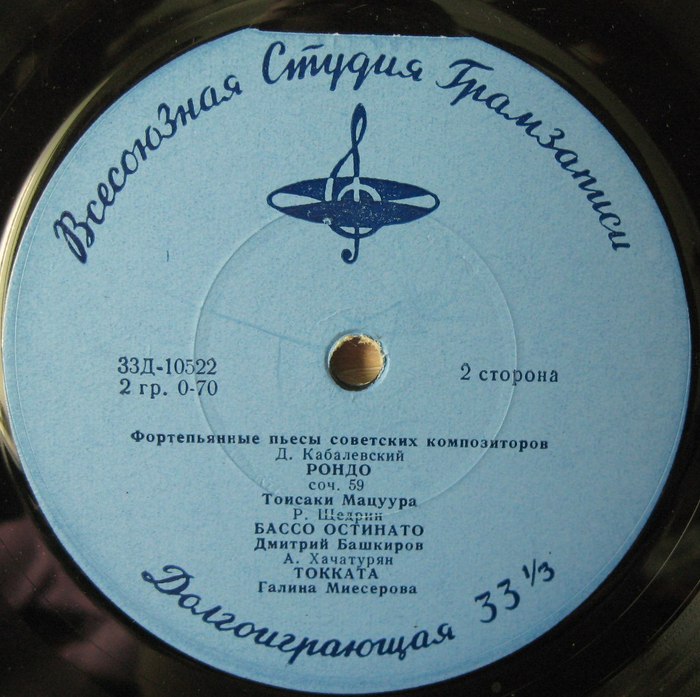 Всесоюзная Студия Грамзаписи
33Д-10522
2 гр. 0-70
2 сторона
Фортепьянные пьесы советских композиторов
Д. Кабалевский
РОНДО
соч. 59
Тоисаки Мацуура
Р. Щедрин
БАССО ОСТИНАТО
Дмитрий Башкиров
А. Хачатурян
ТОККАТА
Галина Миесерова
Долгоиграющая 33 1/3